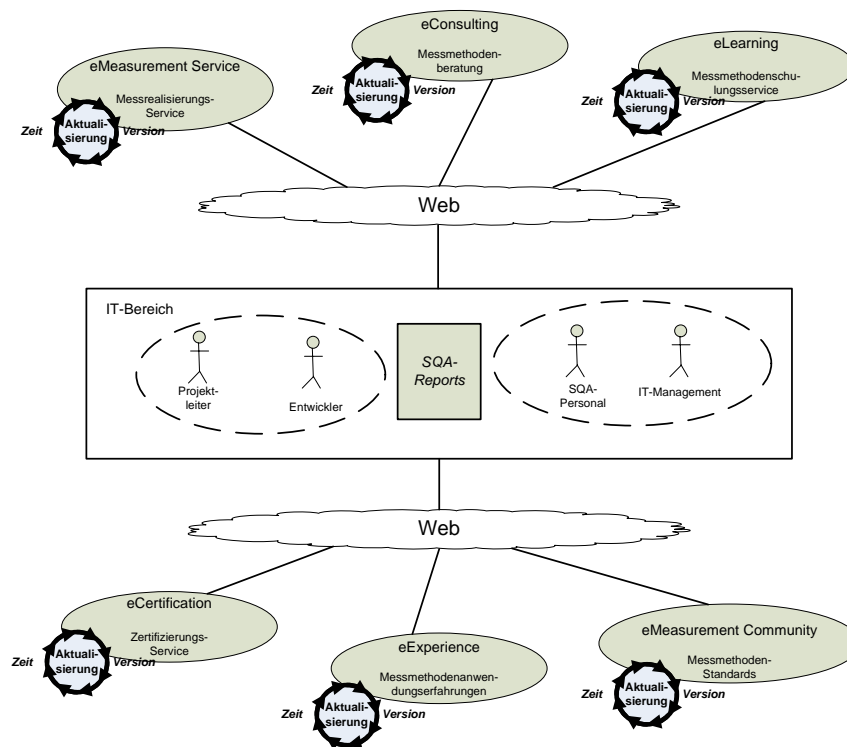 eConsulting
Messmethoden-
beratung
Zeit
Aktuali-
sierung
Version
eMeasurement Service
Messrealisierungs-
Service
Zeit
Aktuali-
sierung
Version
eLearning
Messmethodenschu-
lungsservice
Zeit
Aktuali-
sierung
Version
Web
IT-Bereich
Projekt-
leiter
Entwickler
SQA-
Reports
SQA-
Personal
IT-Management
Web
eCertification
Zertifizierungs-
Service
Zeit
Aktuali-
sierung
Version
eExperience
Messmethodenanwen-
dungserfahrungen
Zeit
Aktuali-
sierung
Version
eMeasurement Community
Messmethoden-
Standards
Zeit
Aktuali-
sierung
Version